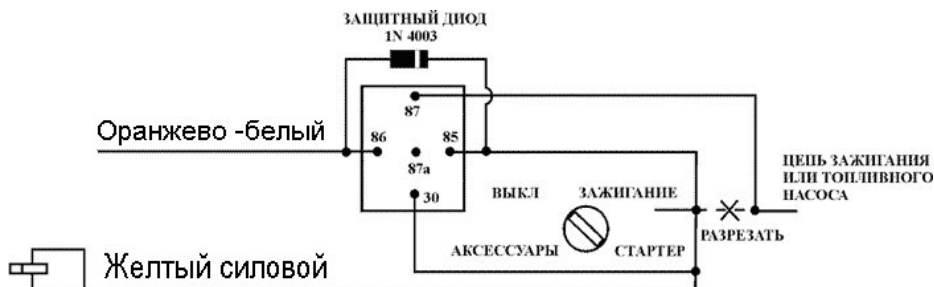 ЗАЩИТНЫЙ ДИОД
1N 4003
87
Оранжево -белый
86
85
87a
30
ВЫКЛ
ЗАЖИГАНИЕ
ЦЕПЬ ЗАЖИГАНИЯ
ИЛИ ТОПЛИВНОГО
НАСОСА
АКСЕССУАРЫ
СТАРТЕР
РАЗРЕЗАТЬ
Желтый силовой